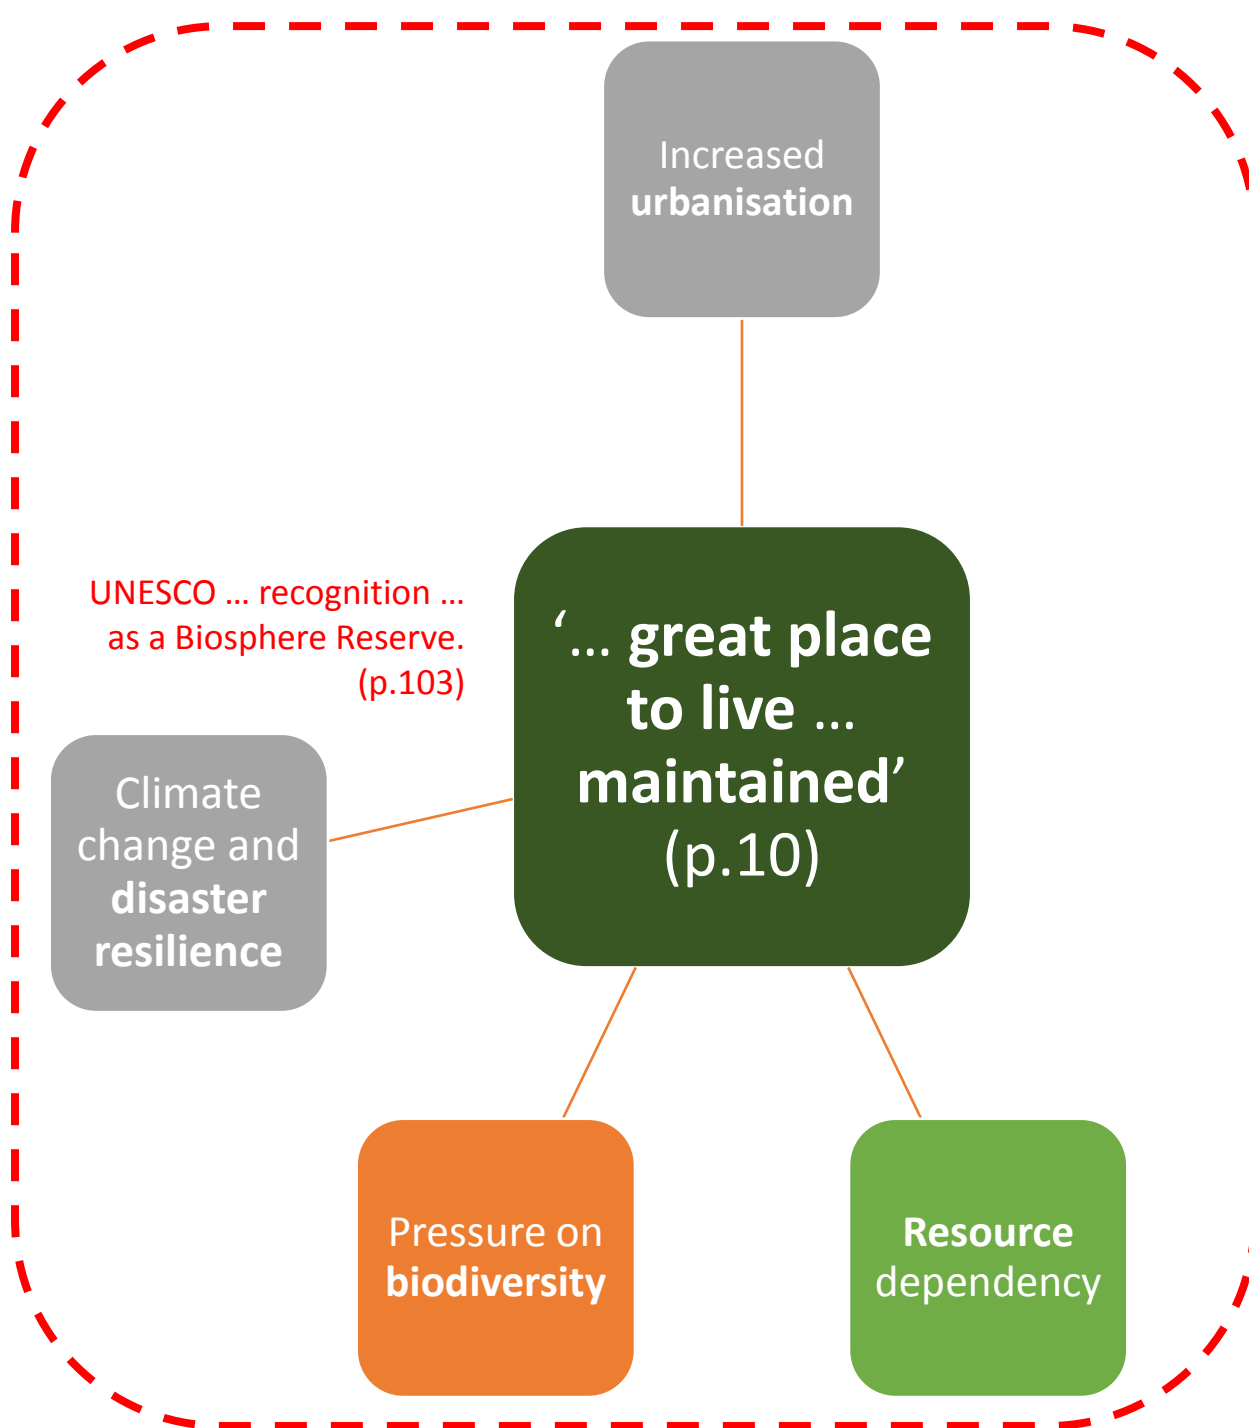 Increased
urbanisation
UNESCO … recognition …
as a Biosphere Reserve.
(p.103)
‘… great place
to live …
maintained’
(p.10)
Climate
change and
disaster
resilience
Pressure on
biodiversity
Resource
dependency